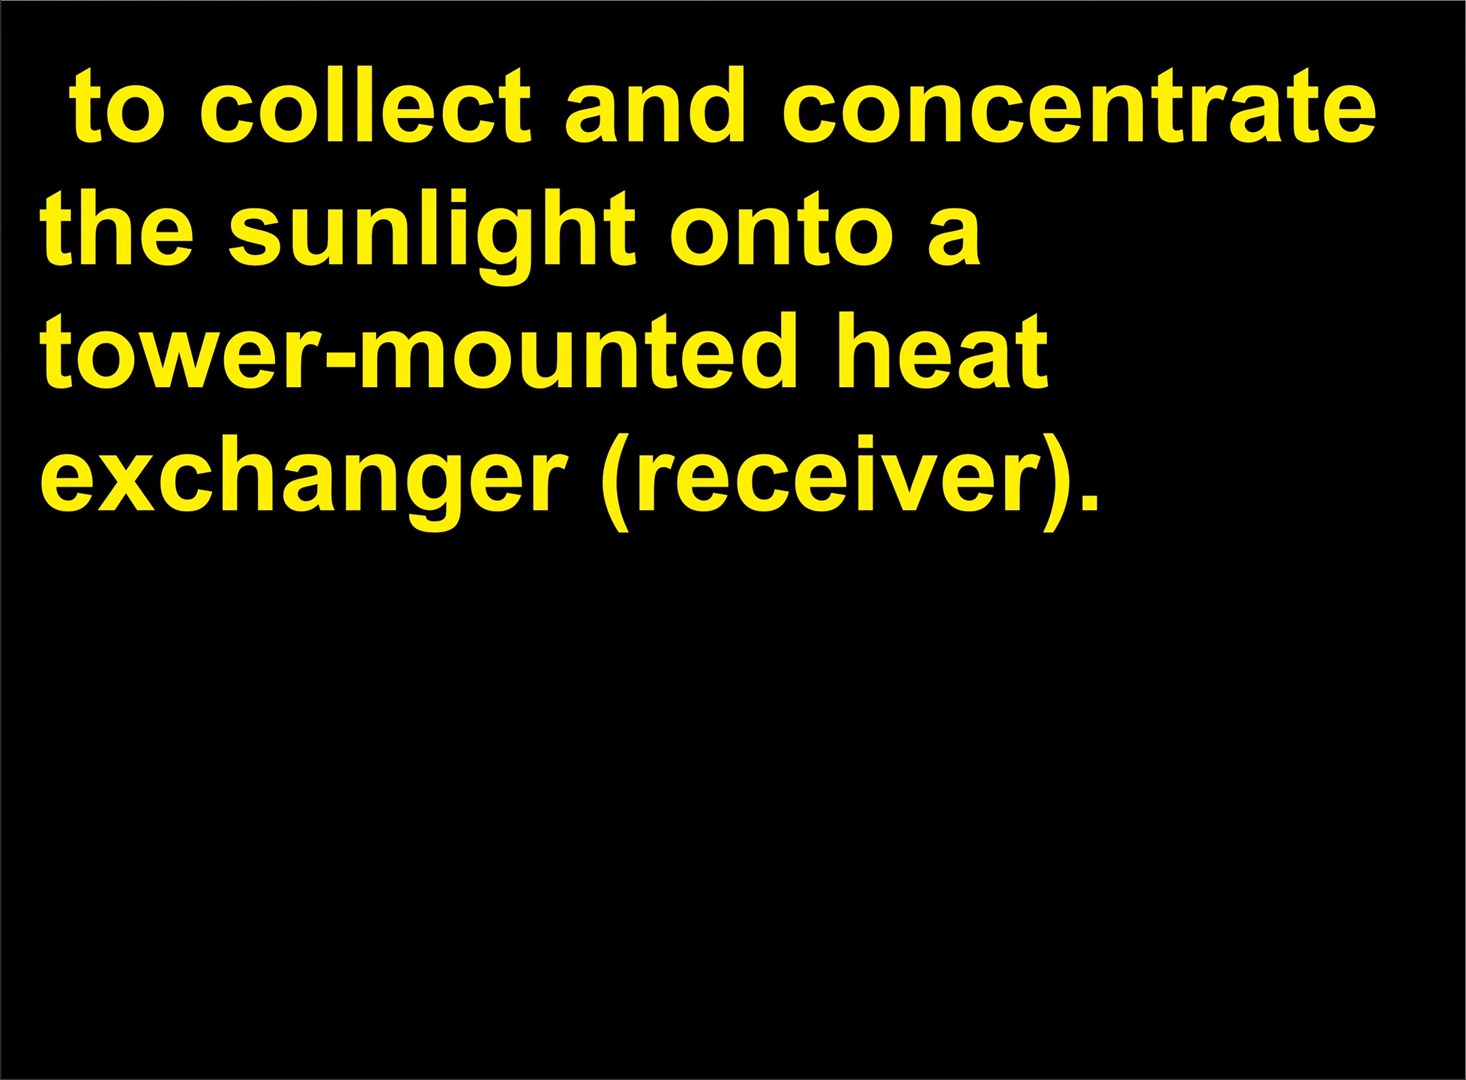 to collect and concentrate
the sunlight onto a
tower-mounted heat
exchanger (receiver).